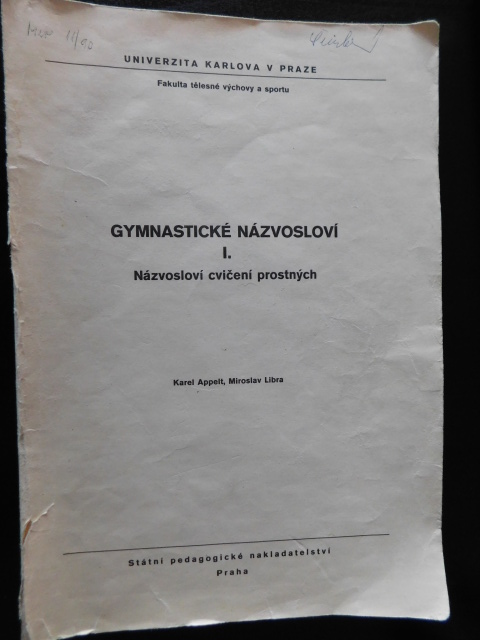 UNIVERZITA KARLOVA V PRAZE
Fakulta tělesné výchovy a sportu
GYMNASTICKÉ NÁZVOSLOVÍ
I.
Názvosloví cvičení prostných
Karel Appelt, Miroslav Libra
Státní pedagogické nakladatelství
Praha